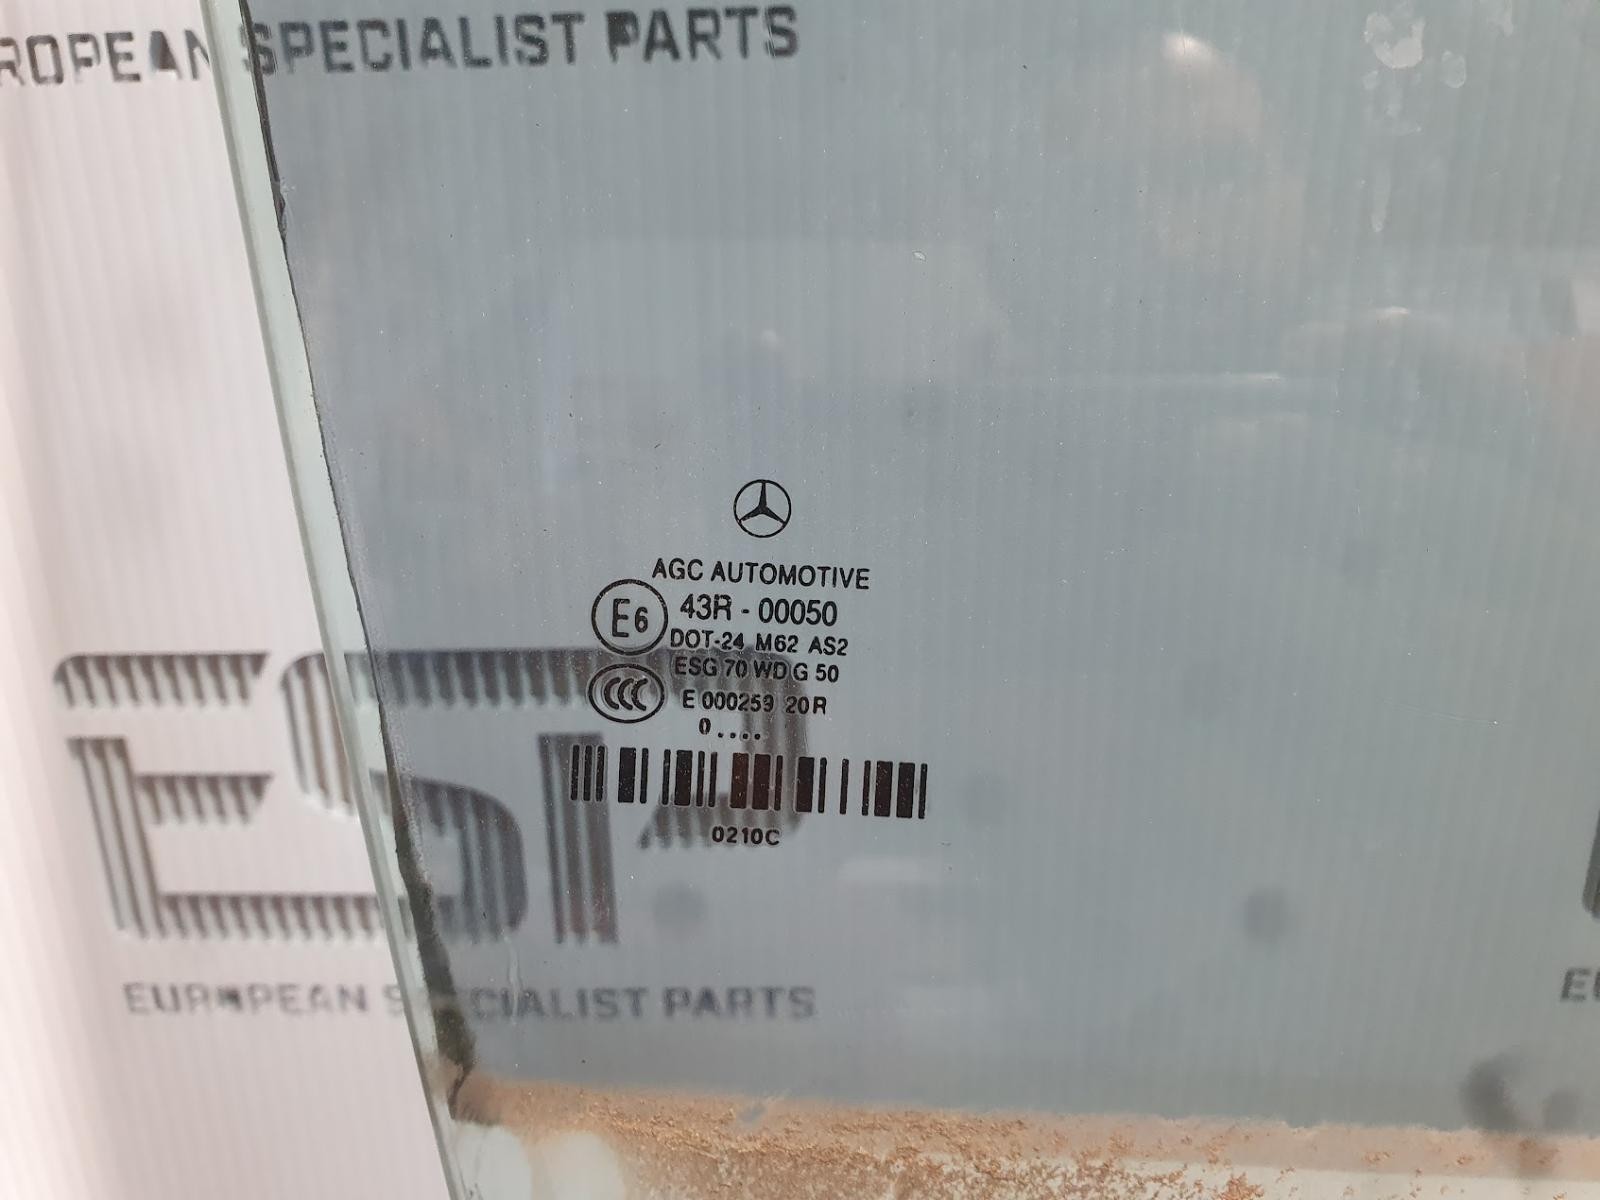 ROPEAN SPECIALIST PARTS
AGC AUTOMOTIVE
E6
43R - 00050
DOT-24 M62 AS2
ESG 70 WD G 50
CCC
E 000259 20R
0....
0210C
ESP
EUROPEAN SPECIALIST PARTS